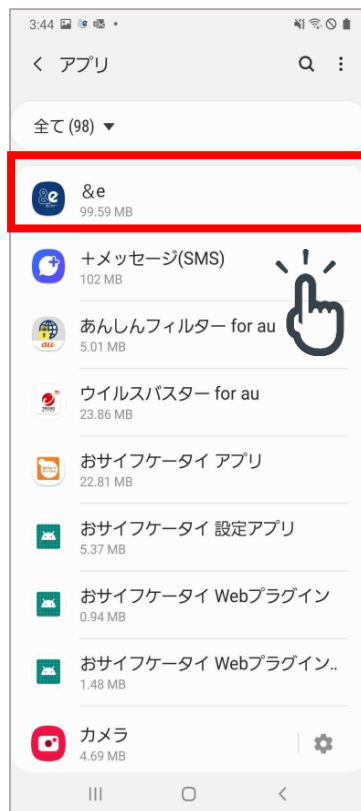 3:44
アプリ
全て (98) ▼
&e
99.59 MB
+メッセージ(SMS)
102 MB
あんしんフィルター for au
5.01 MB
ウイルスバスター for au
23.86 MB
おサイフケータイ アプリ
22.81 MB
おサイフケータイ 設定アプリ
5.37 MB
おサイフケータイ Webプラグイン
0.94 MB
おサイフケータイ Webプラグイン..
1.48 MB
カメラ
4.69 MB